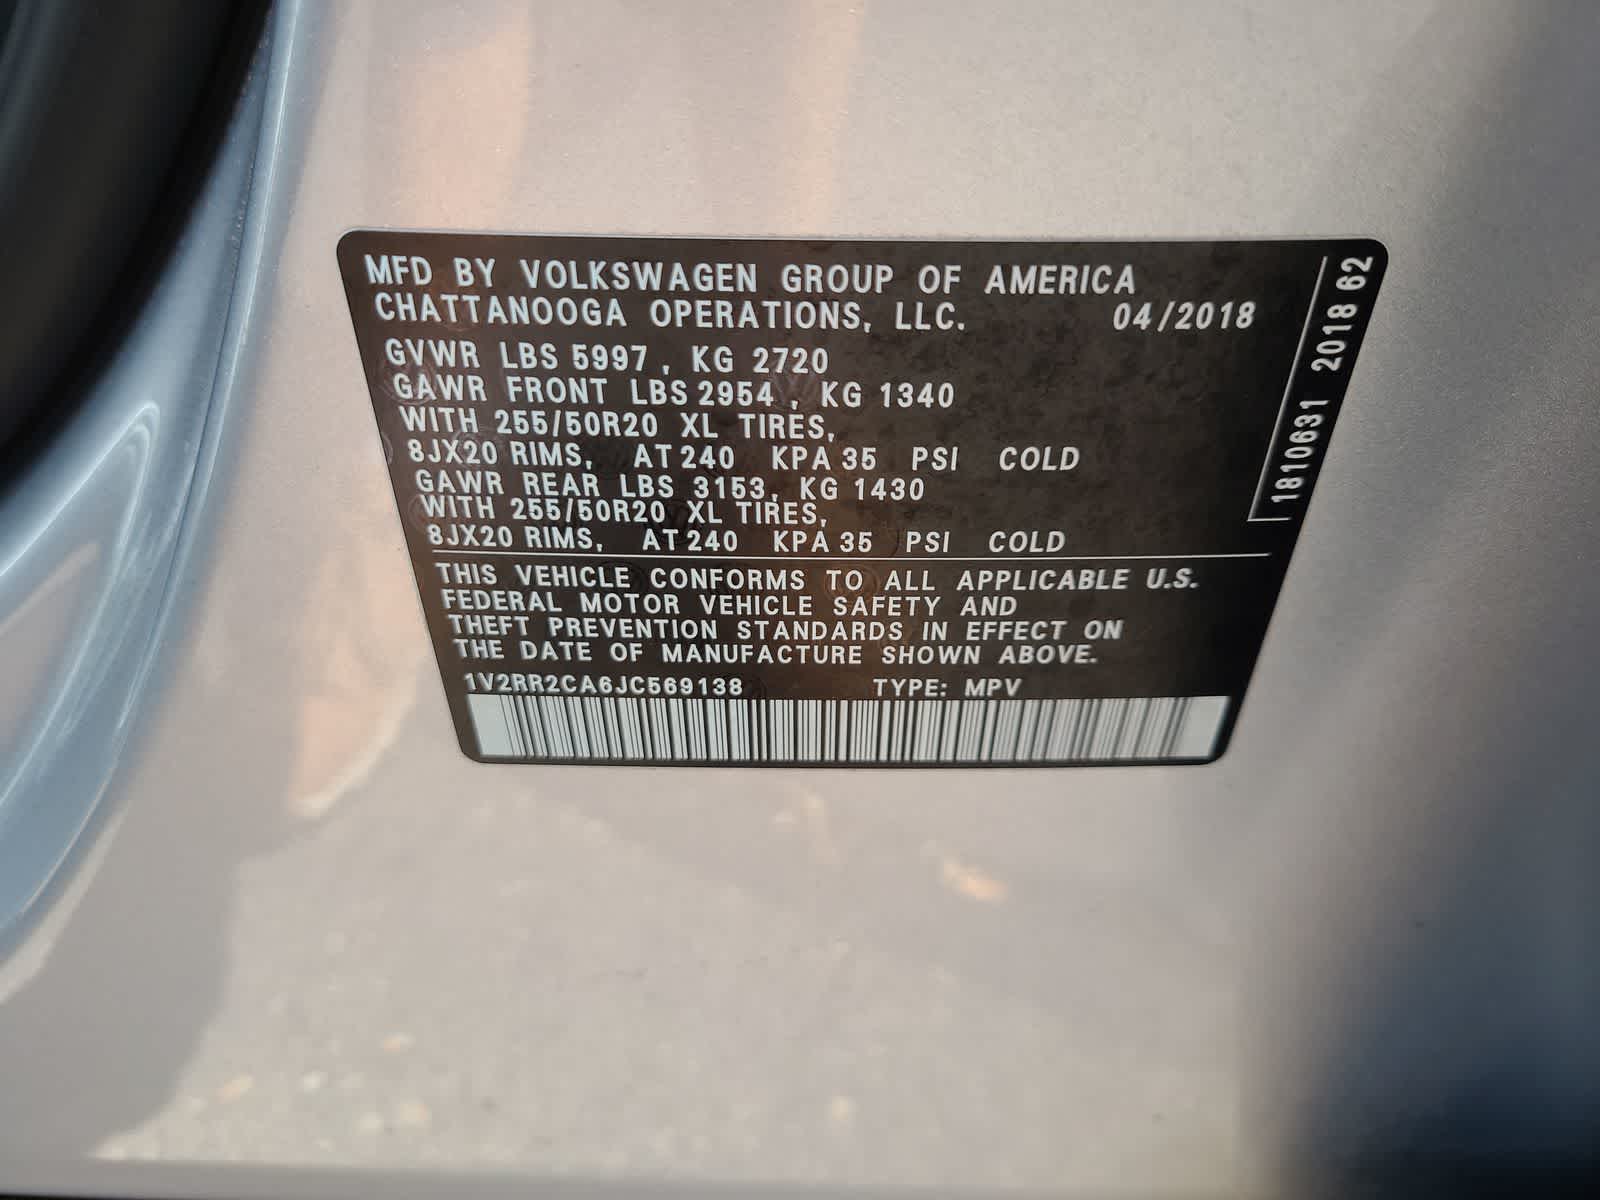 MFD BY VOLKSWAGEN GROUP OF AMERICA
CHATTANOOGA OPERATIONS, LLC. 04/2018
GVWR LBS 5997 , KG 2720
GAWR FRONT LBS 2954 , KG 1340
WITH 255/50R20 XL TIRES,
8JX20 RIMS, AT 240 KPA 35 PSI COLD
GAWR REAR LBS 3153, KG 1430
WITH 255/50R20 XL TIRES,
8JX20 RIMS, AT 240 KPA 35 PSI COLD
THIS VEHICLE CONFORMS TO ALL APPLICABLE U.S.
FEDERAL MOTOR VEHICLE SAFETY AND
THEFT PREVENTION STANDARDS IN EFFECT ON
THE DATE OF MANUFACTURE SHOWN ABOVE.
1V2RR2CA6JC569138 TYPE: MPV
1810631 2018 62